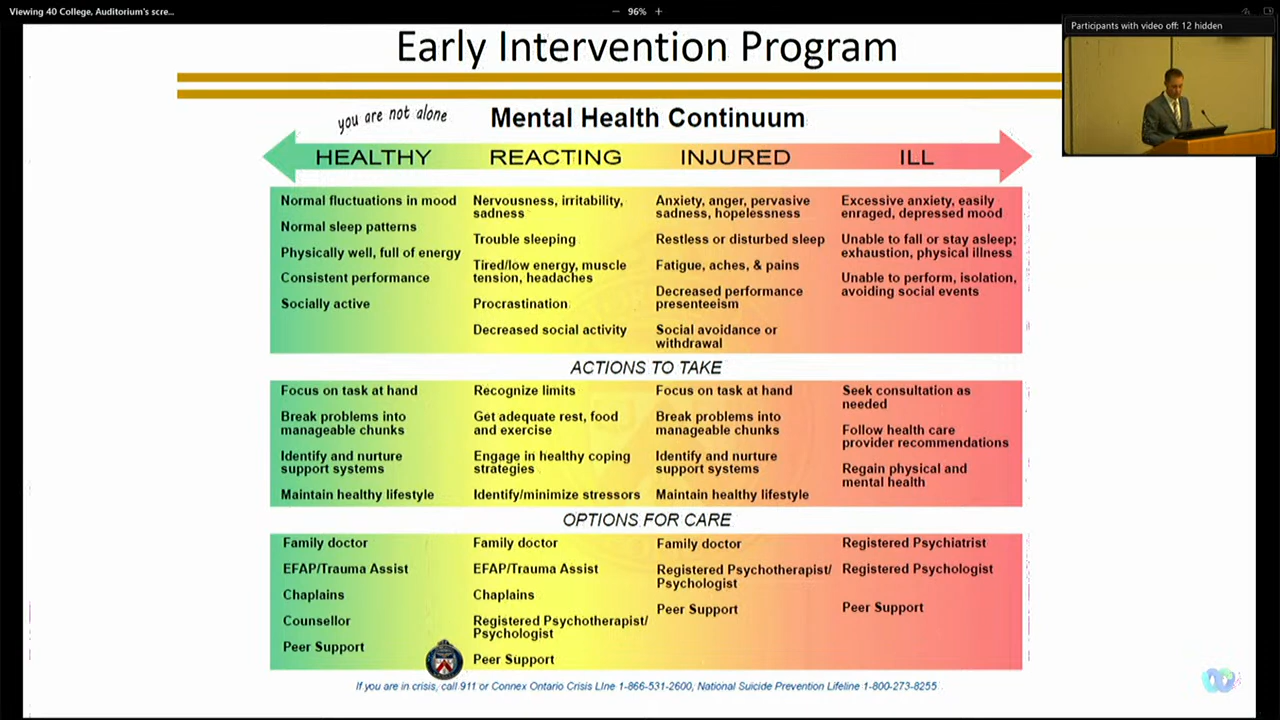 Viewing 40 College, Auditorium's scre...
− 96% +
Participants with video off: 12 hidden
Early Intervention Program
you are not alone
Mental Health Continuum
HEALTHY REACTING INJURED ILL
Normal fluctuations in mood
Normal sleep patterns
Physically well, full of energy
Consistent performance
Socially active
Nervousness, irritability,
sadness
Trouble sleeping
Tired/low energy, muscle
tension, headaches
Procrastination
Decreased social activity
Anxiety, anger, pervasive
sadness, hopelessness
Restless or disturbed sleep
Fatigue, aches, & pains
Decreased performance
presenteeism
Social avoidance or
withdrawal
Excessive anxiety, easily
enraged, depressed mood
Unable to fall or stay asleep;
exhaustion, physical illness
Unable to perform, isolation,
avoiding social events
ACTIONS TO TAKE
Focus on task at hand
Break problems into
manageable chunks
Identify and nurture
support systems
Maintain healthy lifestyle
Recognize limits
Get adequate rest, food
and exercise
Engage in healthy coping
strategies
Identify/minimize stressors
Focus on task at hand
Break problems into
manageable chunks
Identify and nurture
support systems
Maintain healthy lifestyle
Seek consultation as
needed
Follow health care
provider recommendations
Regain physical and
mental health
OPTIONS FOR CARE
Family doctor
EFAP/Trauma Assist
Chaplains
Counsellor
Peer Support
Family doctor
EFAP/Trauma Assist
Chaplains
Registered Psychotherapist/
Psychologist
Peer Support
Family doctor
Registered Psychotherapist/
Psychologist
Peer Support
Registered Psychiatrist
Registered Psychologist
Peer Support
If you are in crisis, call 911 or Connex Ontario Crisis LIne 1-866-531-2600, National Suicide Prevention Lifeline 1-800-273-8255